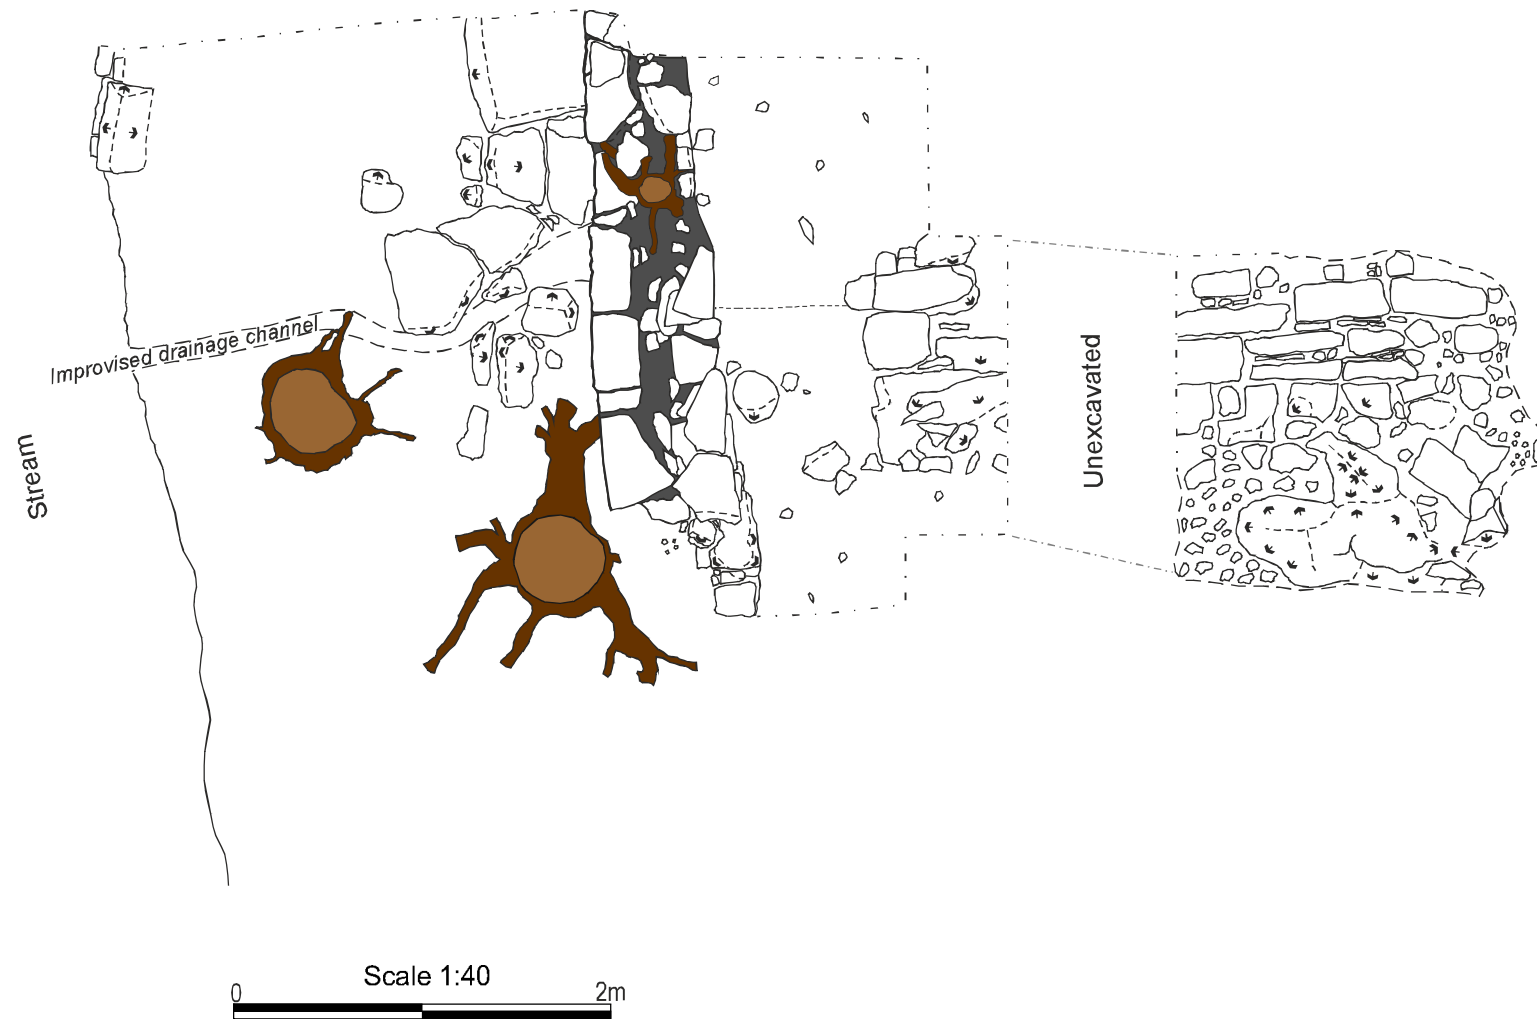 Improvised drainage channel
Stream
Unexcavated
Scale 1:40
0 2m